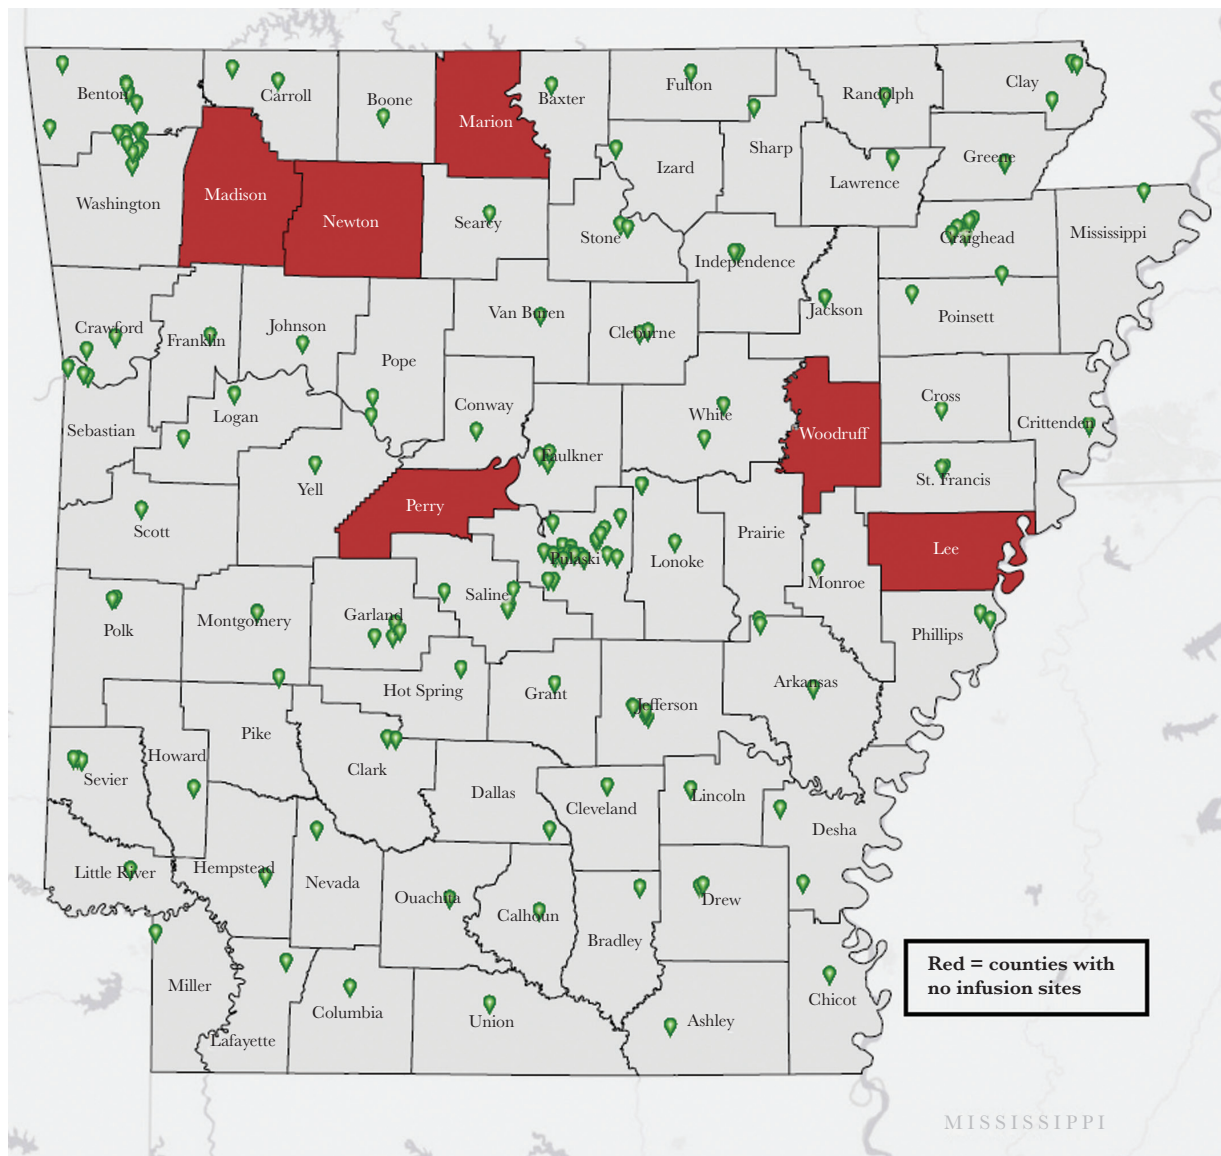 Benton
Carroll
Boone
Marion
Baxter
Fulton
Randolph
Clay
Sharp
Izard
Lawrence
Greene
Washington
Madison
Newton
Searcy
Stone
Independence
Craighead
Mississippi
Crawford
Franklin
Johnson
Pope
Van Buren
Cleburne
Jackson
Poinsett
Sebastian
Logan
Conway
White
Woodruff
Cross
Crittenden
Yell
Faulkner
St. Francis
Scott
Perry
Pulaski
Lonoke
Prairie
Monroe
Lee
Polk
Montgomery
Garland
Saline
Phillips
Hot Spring
Grant
Jefferson
Arkansas
Sevier
Howard
Pike
Clark
Dallas
Cleveland
Lincoln
Desha
Little River
Hempstead
Nevada
Ouachita
Calhoun
Bradley
Drew
Miller
Lafayette
Columbia
Union
Ashley
Chicot
Red = counties with
no infusion sites
MISSISSIPPI